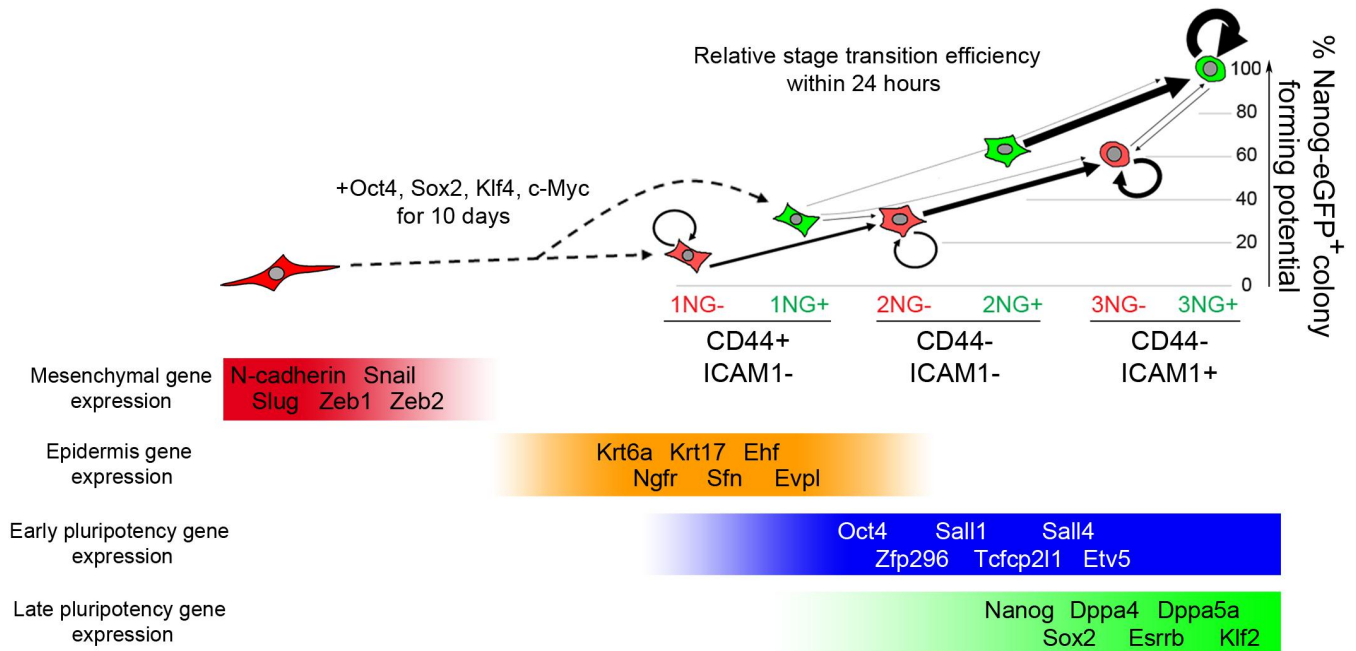 Relative stage transition efficiency
within 24 hours
+Oct4, Sox2, Klf4, c-Myc
for 10 days
100
80
60
40
20
0
% Nanog-eGFP+ colony
forming potential
1NG- 1NG+ 2NG- 2NG+ 3NG- 3NG+
CD44+ CD44- CD44-
ICAM1- ICAM1- ICAM1+
Mesenchymal gene
expression
N-cadherin Snail
Slug Zeb1 Zeb2
Epidermis gene
expression
Krt6a Krt17 Ehf
Ngfr Sfn Evpl
Early pluripotency gene
expression
Oct4 Sall1 Sall4
Zfp296 Tcfcp2l1 Etv5
Late pluripotency gene
expression
Nanog Dppa4 Dppa5a
Sox2 Esrrb Klf2